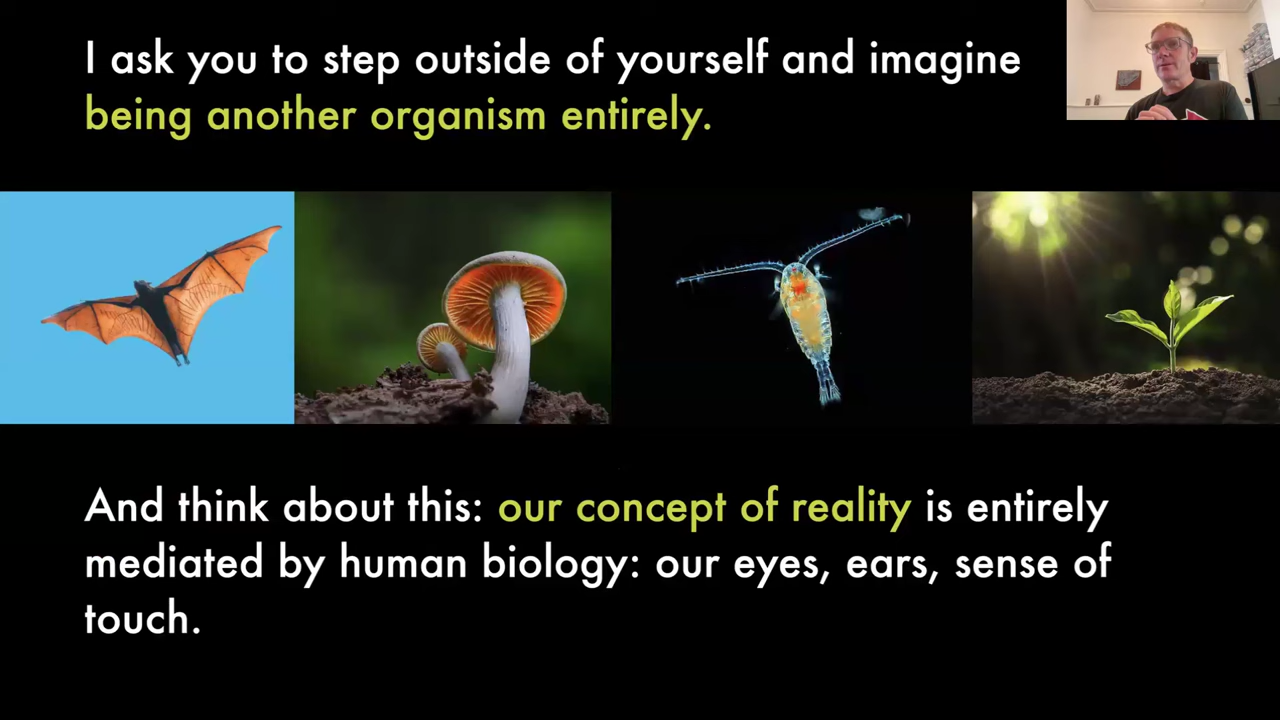 I ask you to step outside of yourself and imagine
being another organism entirely.
And think about this: our concept of reality is entirely
mediated by human biology: our eyes, ears, sense of
touch.